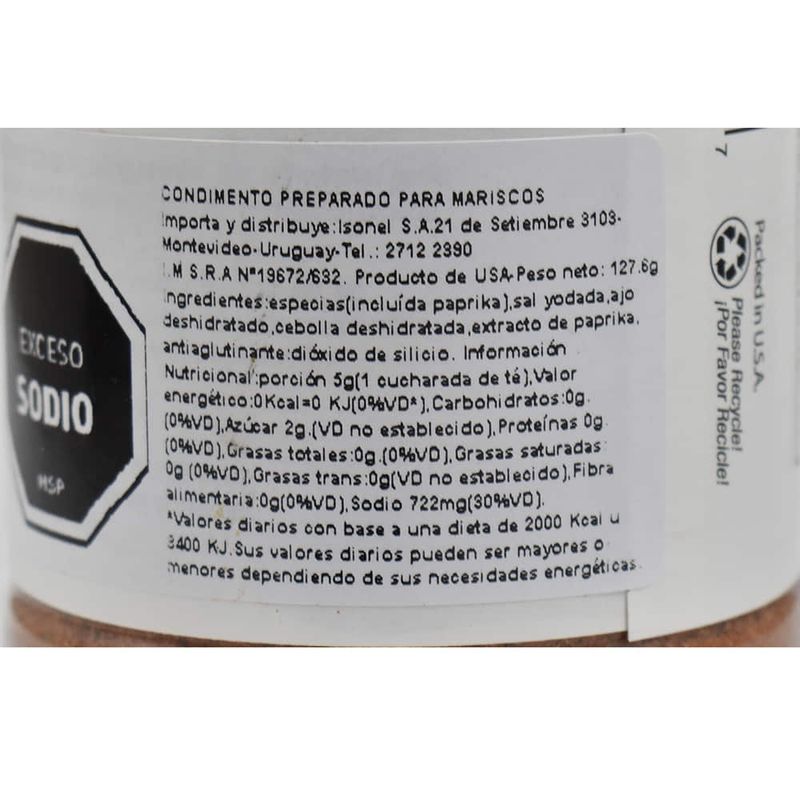 EXCESO
SODIO
MSP
CONDIMENTO PREPARADO PARA MARISCOS
Importa y distribuye:Isonel S.A.21 de Setiembre 3103-
Montevideo-Uruguay-Tel.: 2712 2390
I.M S.R.A Nº19672/632. Producto de USA-Peso neto: 127.6g
Ingredientes:especias(incluída paprika),sal yodada,ajo
deshidratado,cebolla deshidratada,extracto de paprika,
antiaglutinante:dióxido de silicio. Información
Nutricional:porción 5g(1 cucharada de té),Valor
energético:0Kcal=0 KJ(0%VD*),Carbohidratos:0g.
(0%VD),Azúcar 2g.(VD no establecido),Proteínas 0g
(0%VD),Grasas totales:0g.(0%VD),Grasas saturadas
0g (0%VD),Grasas trans:0g(VD no establecido),Fibra
alimentaria:0g(0%VD),Sodio 722mg(30%VD).
*Valores diarios con base a una dieta de 2000 Kcal u
8400 KJ.Sus valores diarios pueden ser mayores o
menores dependiendo de sus necesidades energéticas.
7
Packed in U.S.A.
Please Recycle!
¡Por Favor Recicle!